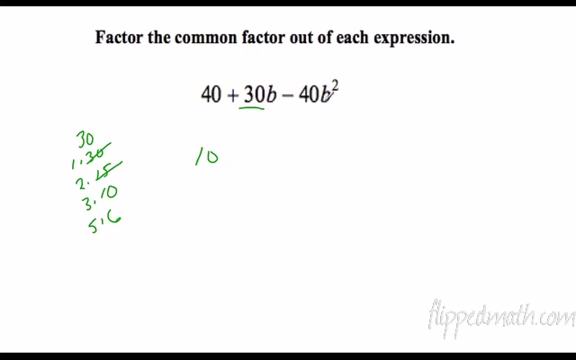 Factor the common factor out of each expression.
40 + 30b − 40b²
30
1·30
2·15
3·10
5·6
10
flippedmath.com